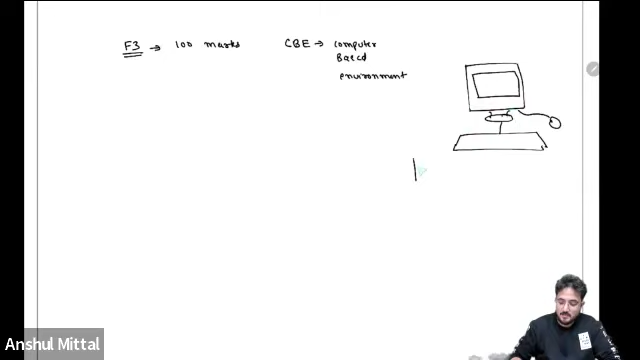 F3 → 100 marks
CBE → Computer
Based
environment
Anshul Mittal